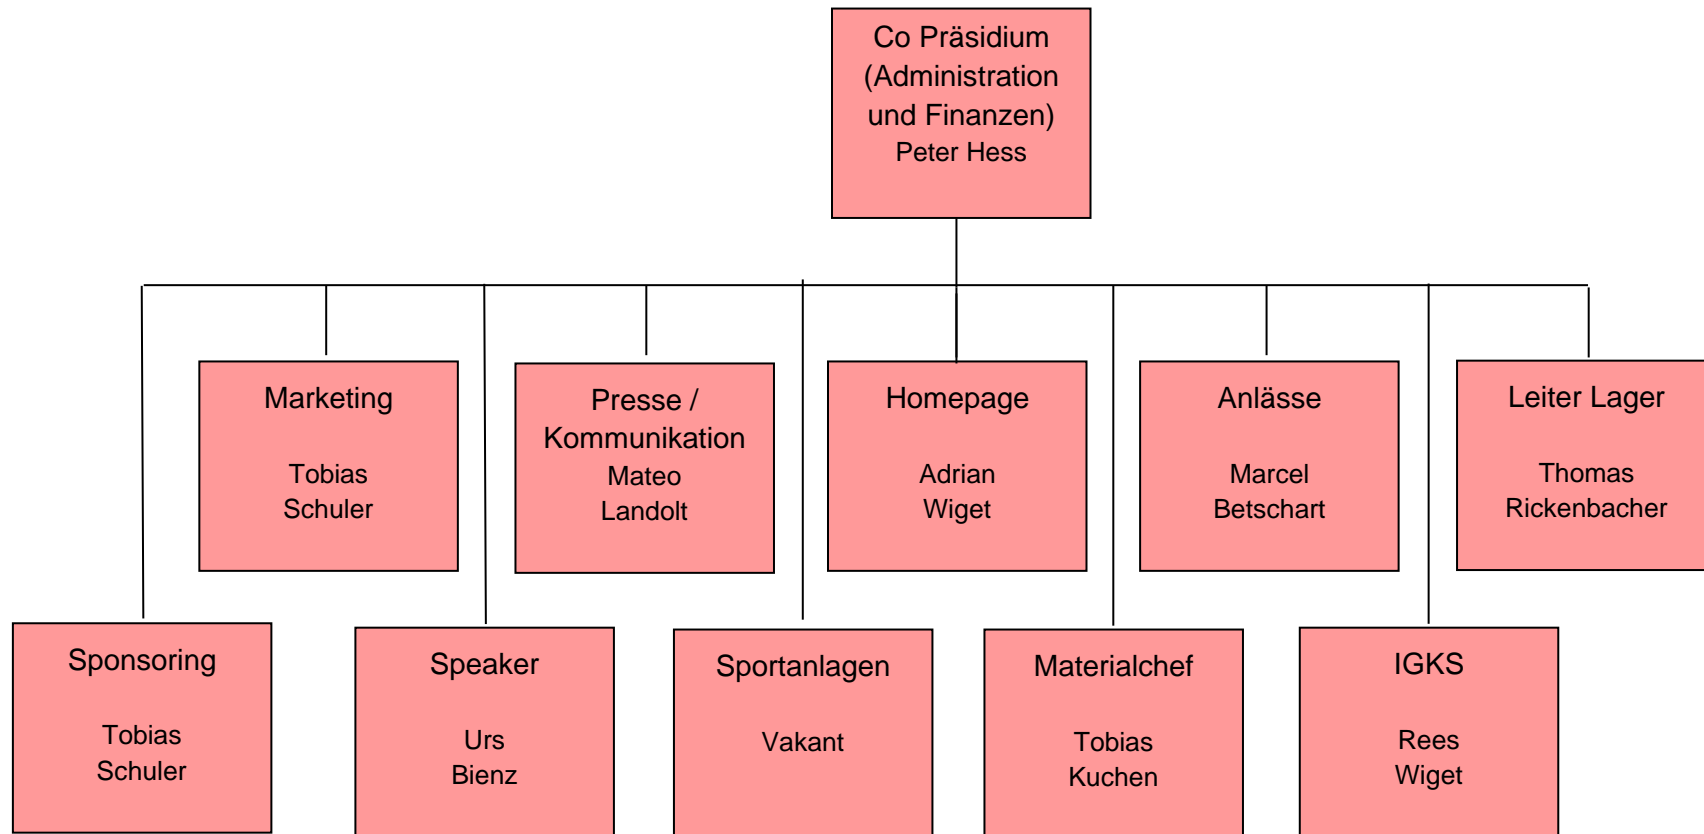 Co Präsidium
(Administration
und Finanzen)
Peter Hess
Marketing
Tobias
Schuler
Presse /
Kommunikation
Mateo
Landolt
Homepage
Adrian
Wiget
Anlässe
Marcel
Betschart
Leiter Lager
Thomas
Rickenbacher
Sponsoring
Tobias
Schuler
Speaker
Urs
Bienz
Sportanlagen
Vakant
Materialchef
Tobias
Kuchen
IGKS
Rees
Wiget